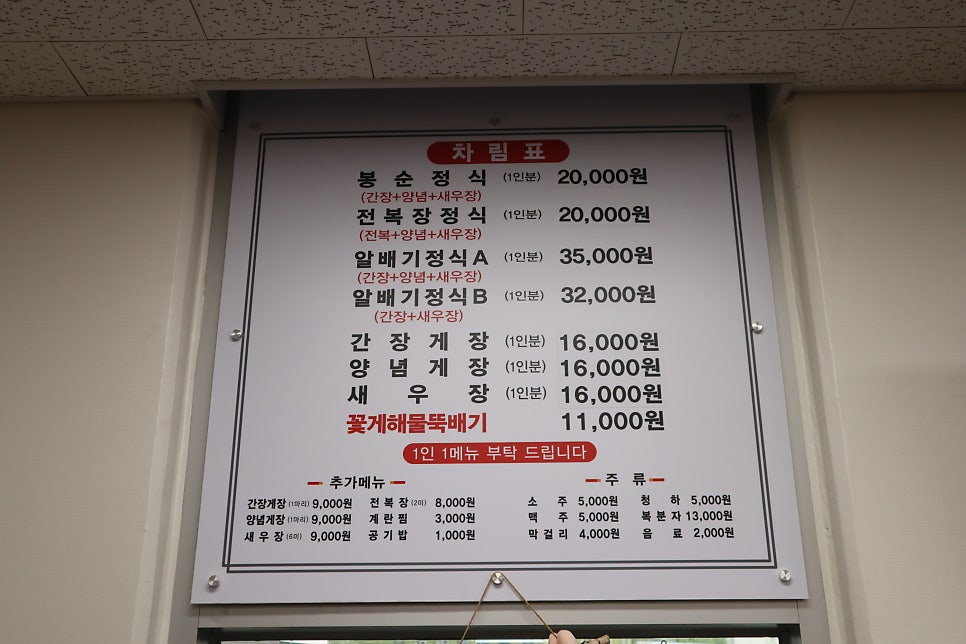 차림표
봉순정식 (1인분) 20,000원
(간장+양념+새우장)
전복장정식 (1인분) 20,000원
(전복+양념+새우장)
알배기정식A (1인분) 35,000원
(간장+양념+새우장)
알배기정식B (1인분) 32,000원
(간장+새우장)
간장게장 (1인분) 16,000원
양념게장 (1인분) 16,000원
새우장 (1인분) 16,000원
꽃게해물뚝배기 11,000원
1인 1메뉴 부탁 드립니다
추가메뉴
간장게장 (1마리) 9,000원 전복장 (2미) 8,000원
양념게장 (1마리) 9,000원 계란찜 3,000원
새우장 (6미) 9,000원 공기밥 1,000원
주류
소주 5,000원 청하 5,000원
맥주 5,000원 복분자 13,000원
막걸리 4,000원 음료 2,000원